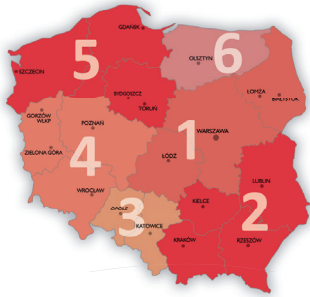 GDAŃSK
5
6
OLSZTYN
SZCZECIN
BYDGOSZCZ
ŁOMŻA
BIAŁYSTOK
TORUŃ
GORZÓW
WLKP
POZNAŃ
1
WARSZAWA
ZIELONA GÓRA
4
ŁÓDŹ
WROCŁAW
LUBLIN
KIELCE
2
3
OPOLE
KATOWICE
KRAKÓW
RZESZÓW